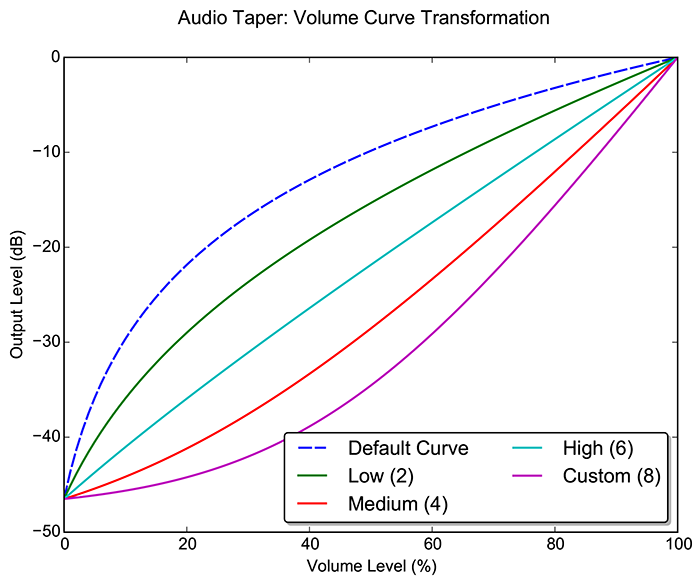 Audio Taper: Volume Curve Transformation
0
−10
−20
−30
−40
−50
Output Level (dB)
0 20 40 60 80 100
Volume Level (%)
Default Curve
Low (2)
Medium (4)
High (6)
Custom (8)